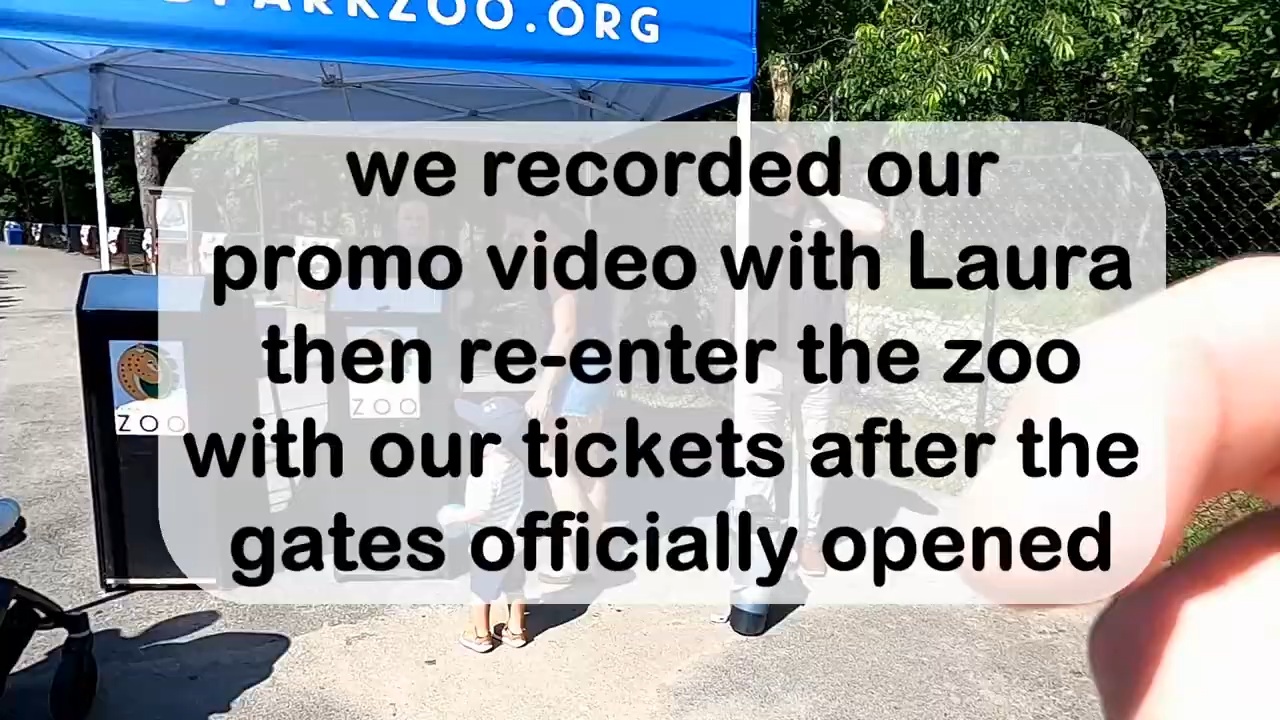 PARKZOO.ORG
we recorded our
promo video with Laura
then re-enter the zoo
with our tickets after the
gates officially opened
ZOO
ZOO